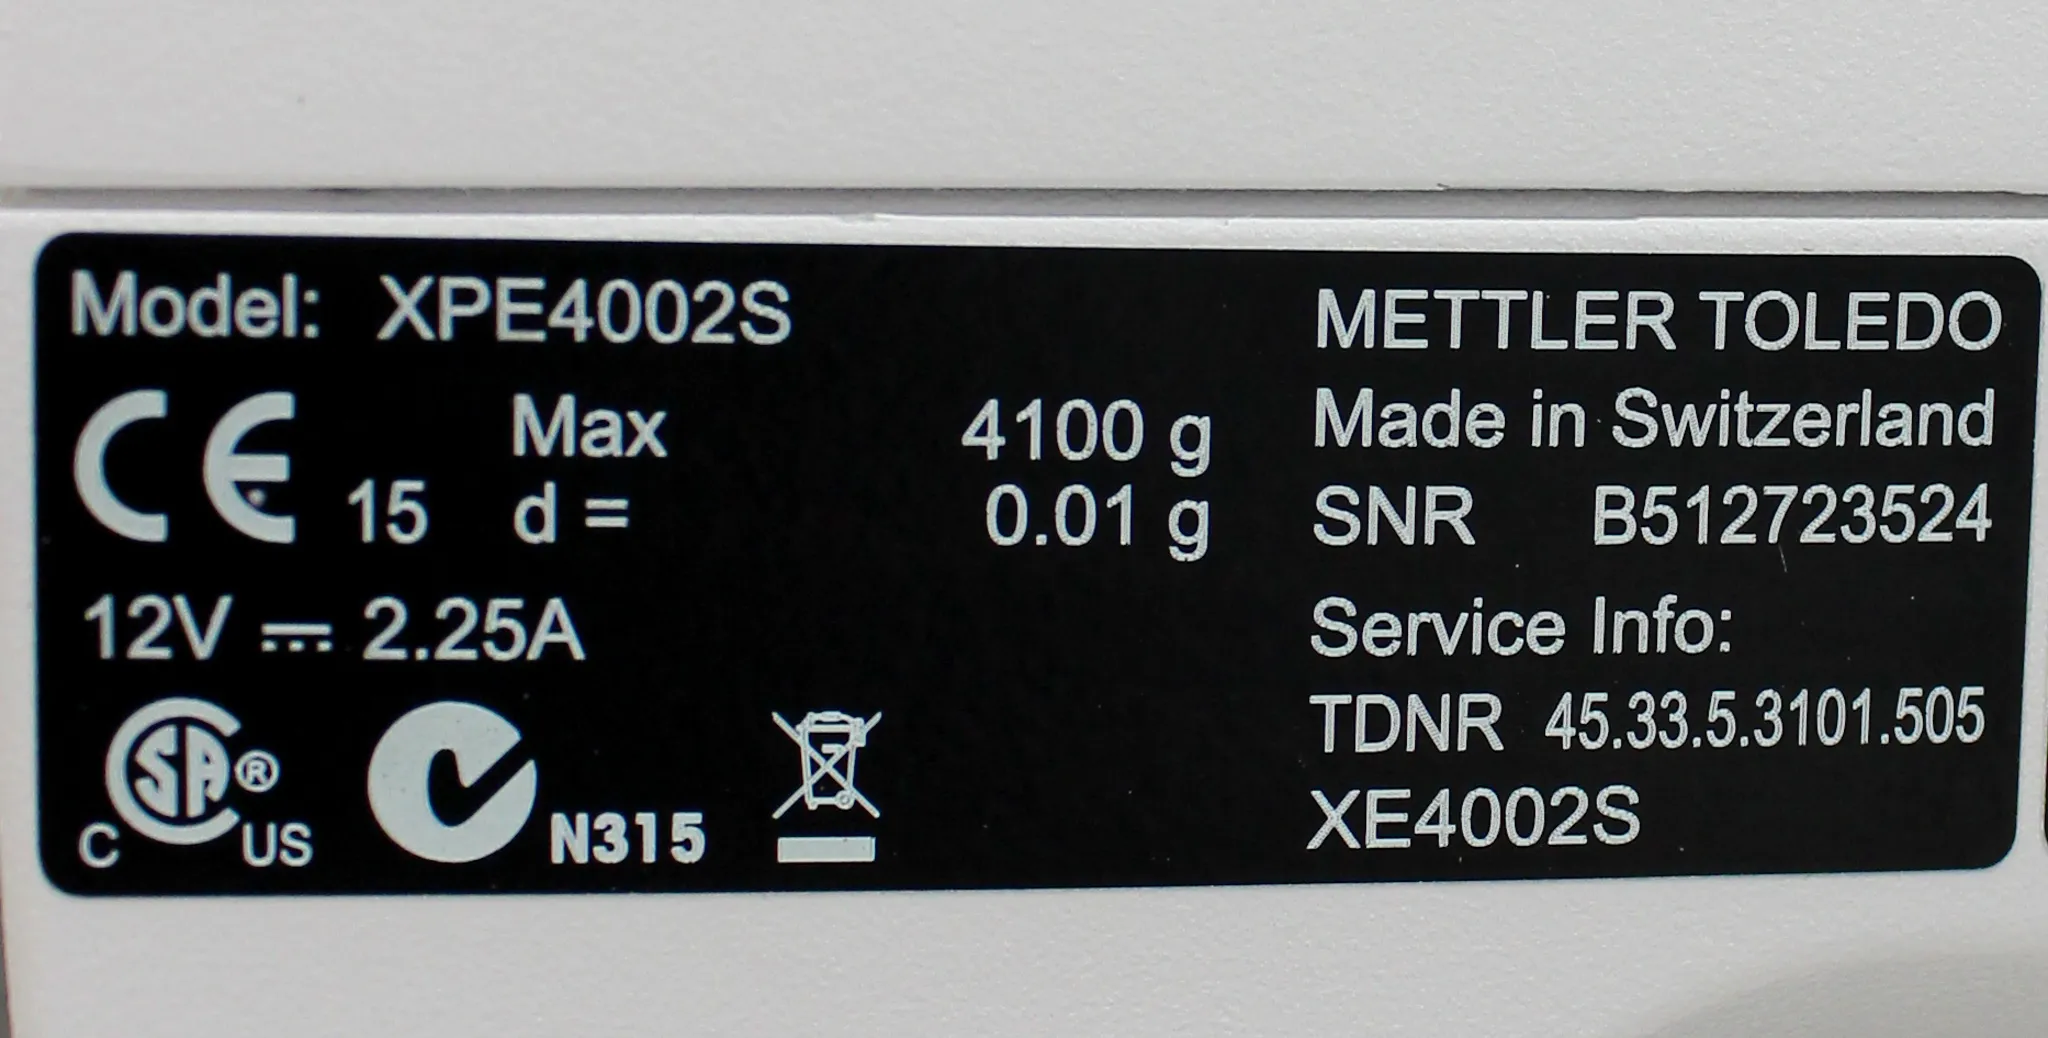 Model: XPE4002S
CE 15
Max 4100 g
d = 0.01 g
12V ⎓ 2.25A
CSA® C US
N315
METTLER TOLEDO
Made in Switzerland
SNR B512723524
Service Info:
TDNR 45.33.5.3101.505
XE4002S